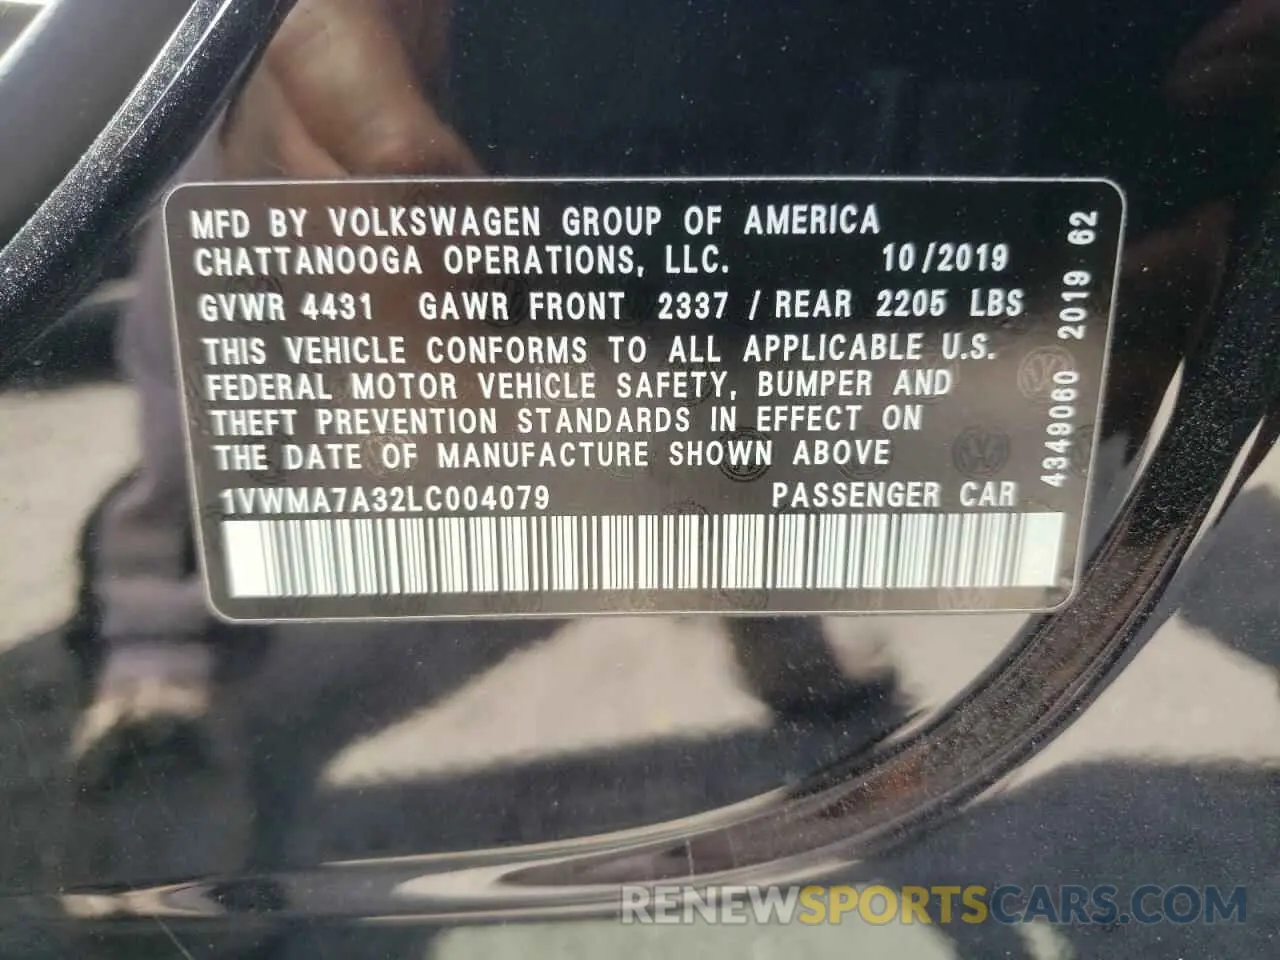 MFD BY VOLKSWAGEN GROUP OF AMERICA
CHATTANOOGA OPERATIONS, LLC. 10/2019
GVWR 4431 GAWR FRONT 2337 / REAR 2205 LBS
THIS VEHICLE CONFORMS TO ALL APPLICABLE U.S.
FEDERAL MOTOR VEHICLE SAFETY, BUMPER AND
THEFT PREVENTION STANDARDS IN EFFECT ON
THE DATE OF MANUFACTURE SHOWN ABOVE
1VWMA7A32LC004079 PASSENGER CAR
4349060 2019 62
RENEWSPORTSCARS.COM